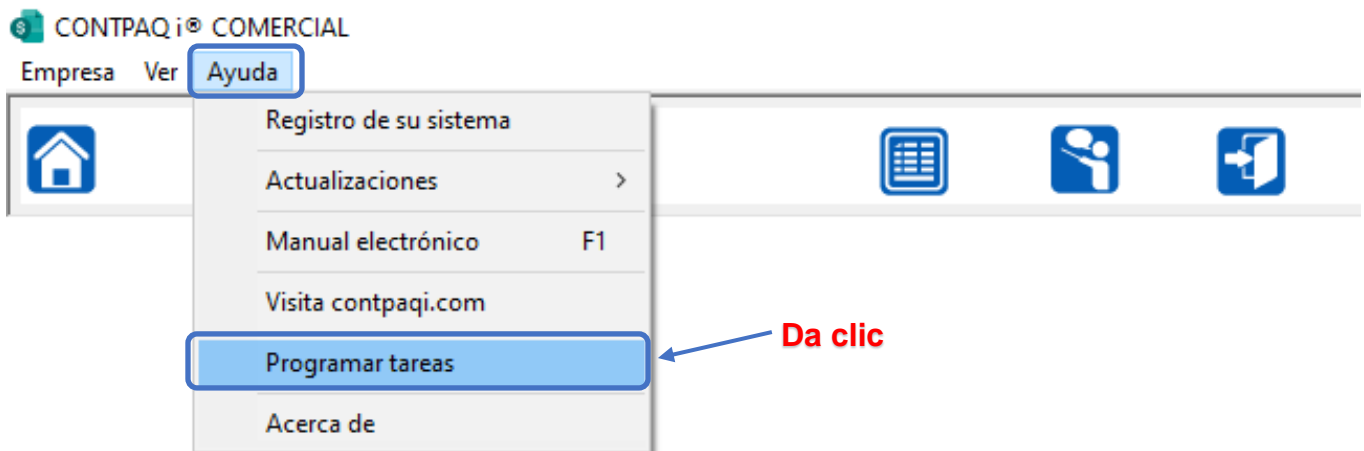 CONTPAQ i® COMERCIAL
Empresa Ver Ayuda
Registro de su sistema
Actualizaciones >
Manual electrónico F1
Visita contpaqi.com
Programar tareas
Da clic
Acerca de